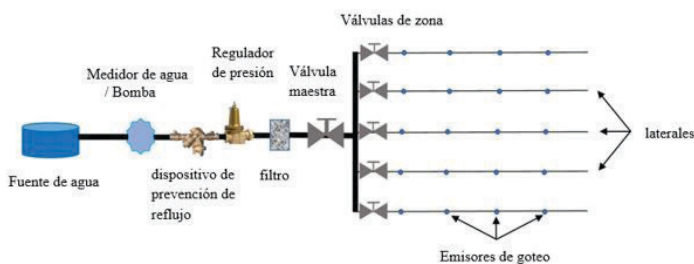 Válvulas de zona
Regulador
de presión
Medidor de agua
/ Bomba
Válvula
maestra
laterales
Fuente de agua
dispositivo de
prevención de
reflujo
filtro
Emisores de goteo